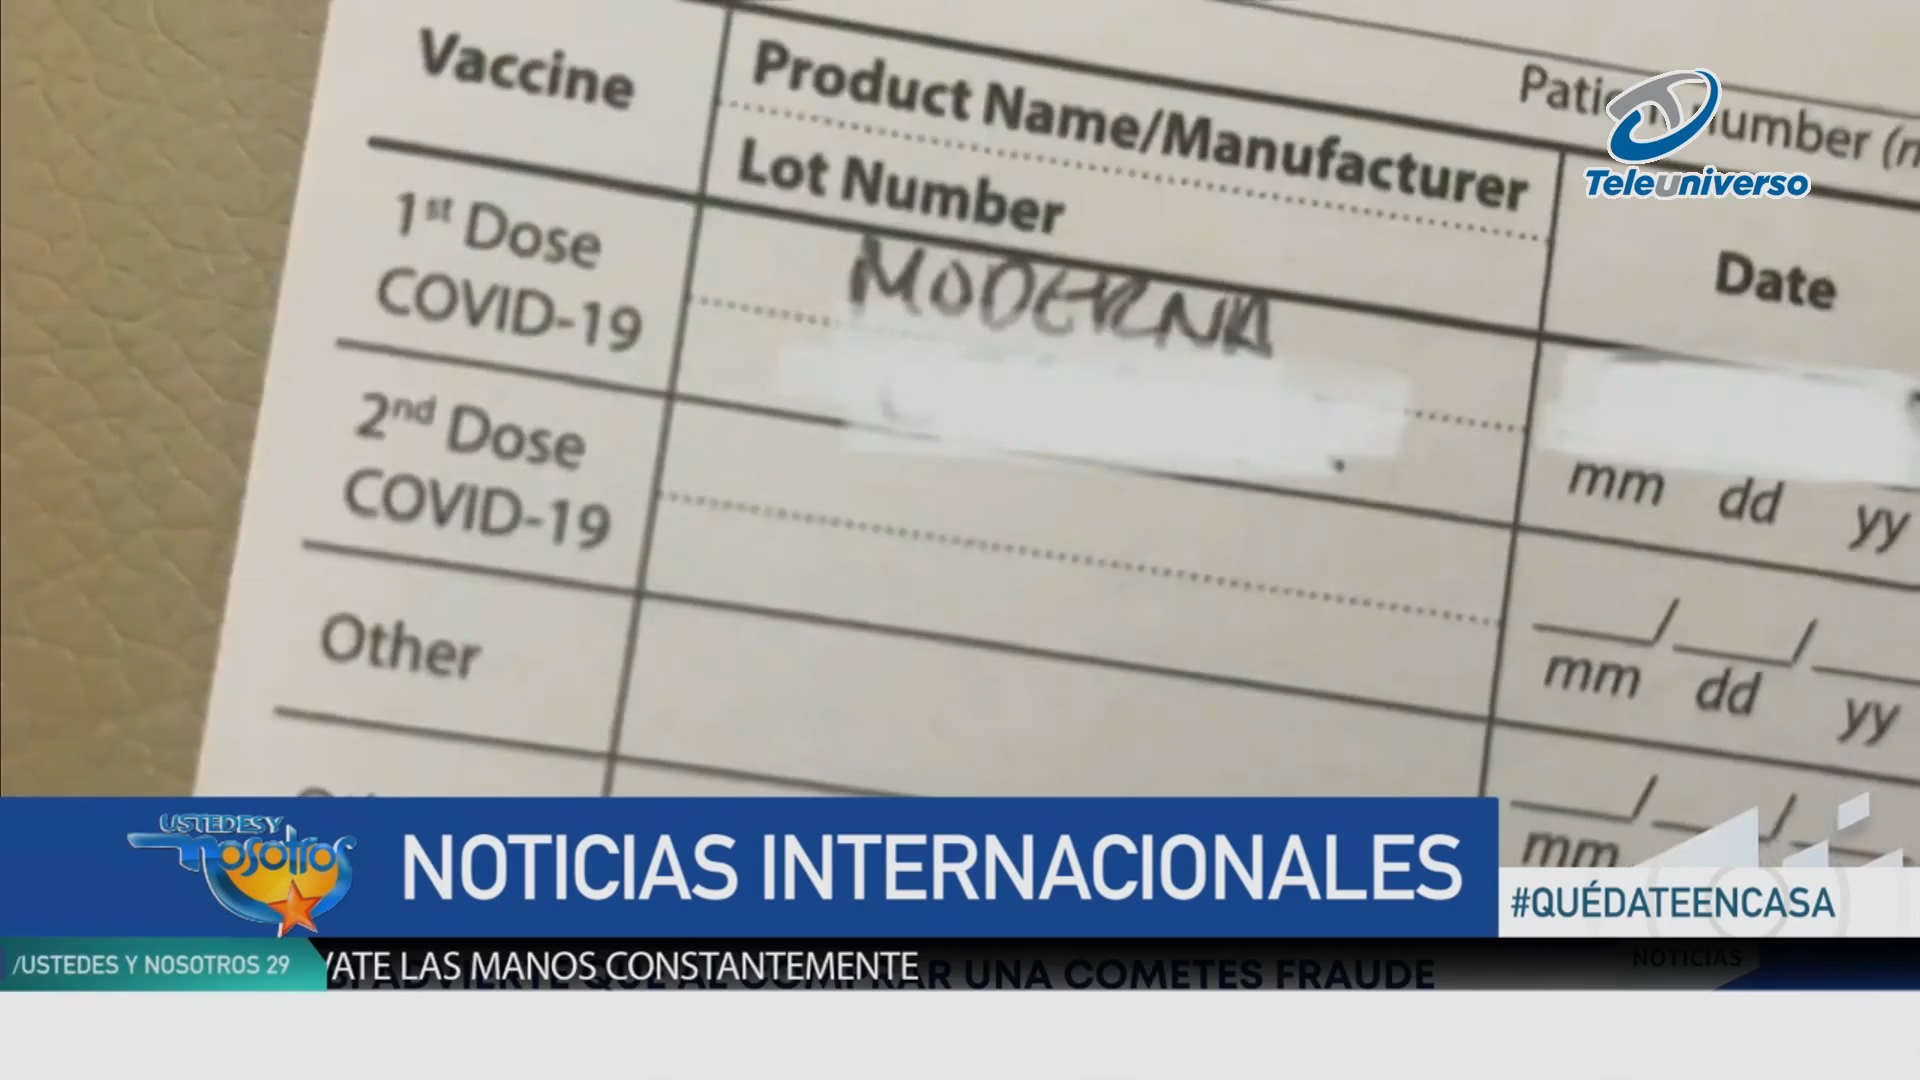 Vaccine
Product Name/Manufacturer
Lot Number
Date
TeleUniverso
1st Dose
COVID-19
MODERNA
mm dd yy
2nd Dose
COVID-19
mm dd yy
Other
mm
USTEDES Y
NOSOTROS
NOTICIAS INTERNACIONALES
#QUÉDATEENCASA
/USTEDES Y NOSOTROS 29
LAS MANOS CONSTANTEMENTE
UNA COMETES FRAUDE
NOTICIAS